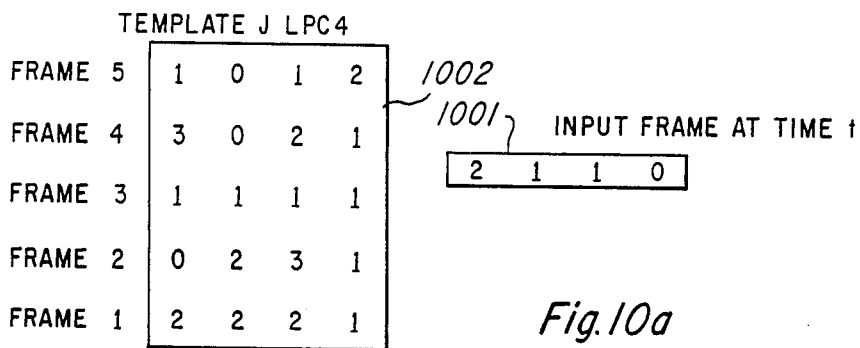 TEMPLATE J LPC4
FRAME 5 1 0 1 2
1002
FRAME 4 3 0 2 1
1001 INPUT FRAME AT TIME t
2 1 1 0
FRAME 3 1 1 1 1
FRAME 2 0 2 3 1
FRAME 1 2 2 2 1
Fig. 10a